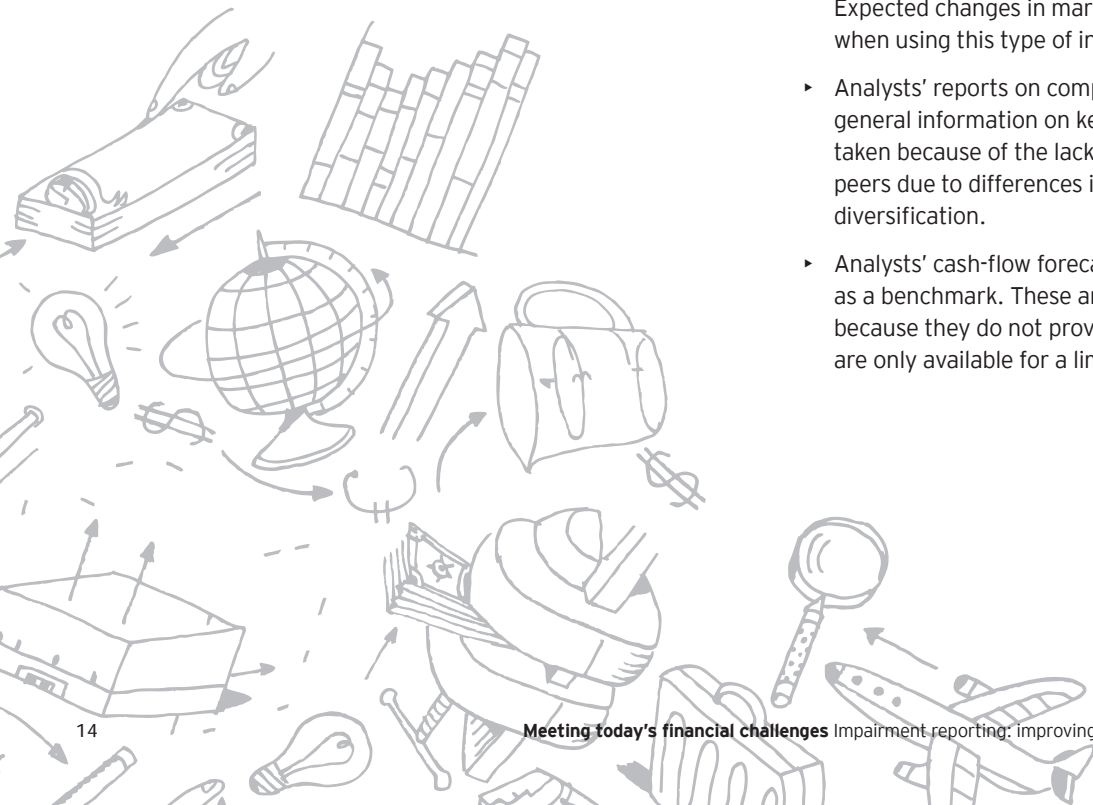 Expected changes in mar
when using this type of in
‣ Analysts' reports on comp
general information on ke
taken because of the lack
peers due to differences i
diversification.
‣ Analysts' cash-flow foreca
as a benchmark. These ar
because they do not prov
are only available for a lin
14
Meeting today's financial challenges Impairment reporting: improving